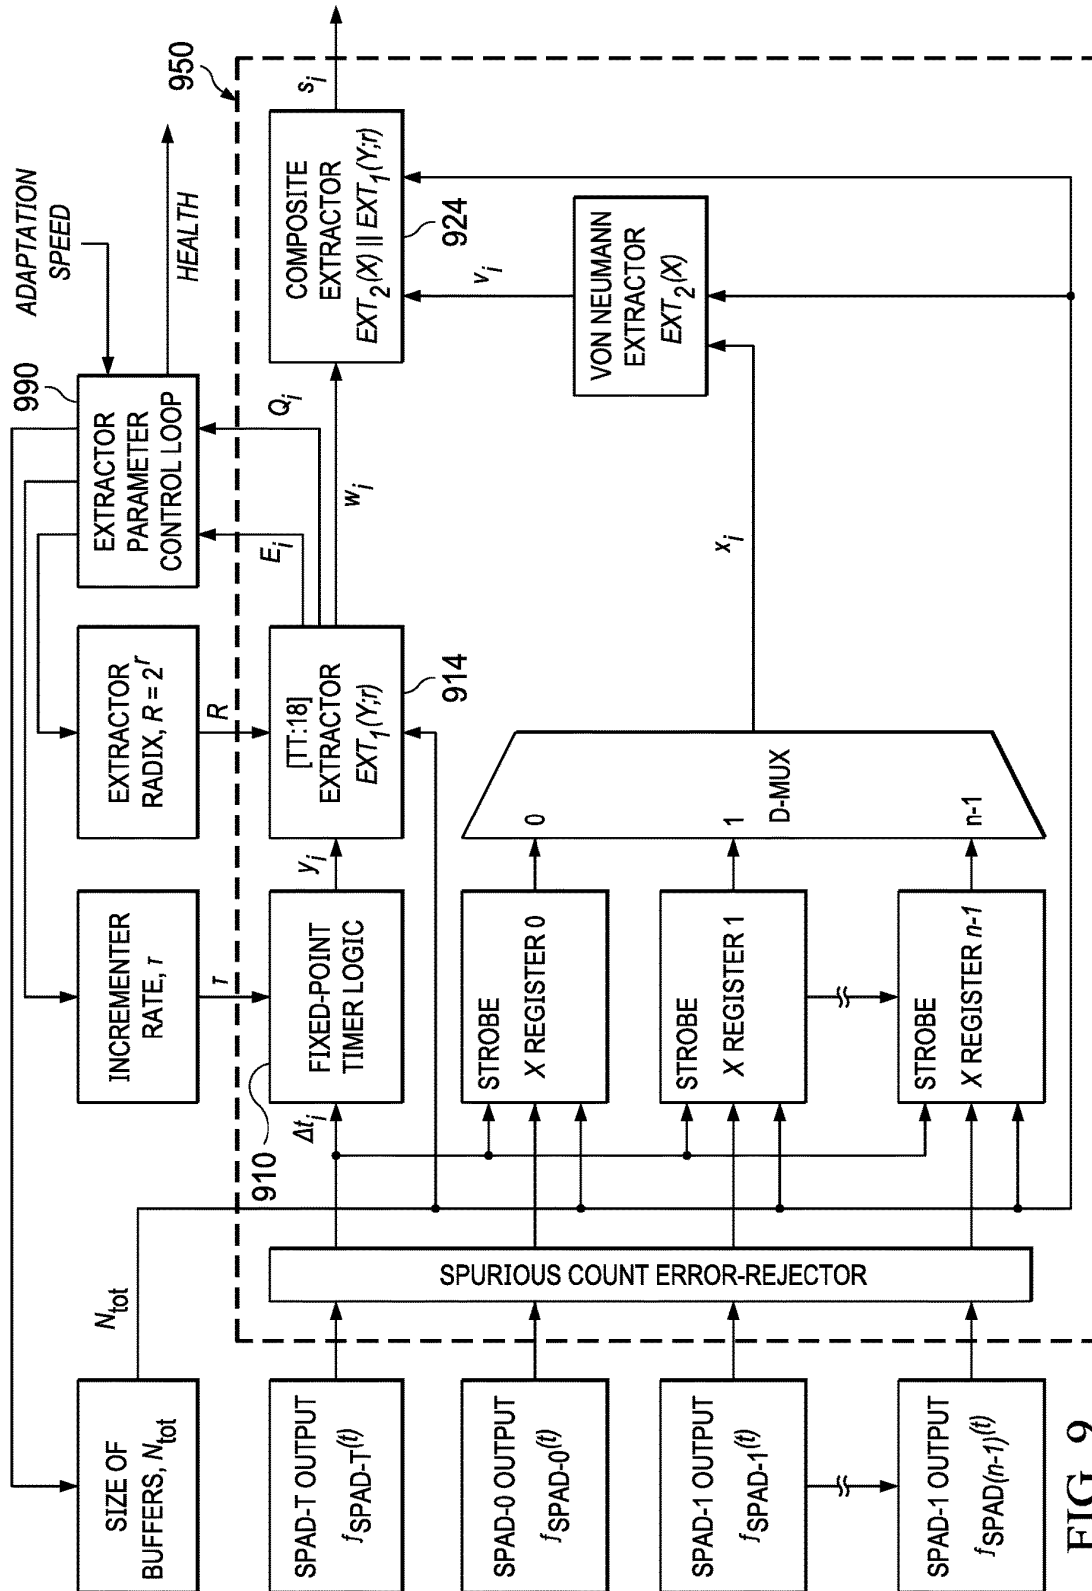 ADAPTATION
SPEED
HEALTH
990
950
SIZE OF
BUFFERS, N_tot
N_tot
INCREMENTER
RATE, τ
τ
EXTRACTOR
RADIX, R = 2^r
R
EXTRACTOR
PARAMETER
CONTROL LOOP
E_i
Q_i
SPAD-T OUTPUT
f_SPAD-T^(t)
910
Δt_i
FIXED-POINT
TIMER LOGIC
y_i
[TT:18]
EXTRACTOR
EXT_1(Y;r)
914
w_i
COMPOSITE
EXTRACTOR
EXT_2(X) || EXT_1(Y;r)
924
s_i
SPURIOUS COUNT ERROR-REJECTOR
SPAD-0 OUTPUT
f_SPAD-0^(t)
STROBE
X REGISTER 0
0
SPAD-1 OUTPUT
f_SPAD-1^(t)
STROBE
X REGISTER 1
1
D-MUX
SPAD-1 OUTPUT
f_SPAD(n-1)^(t)
STROBE
X REGISTER n-1
n-1
x_i
VON NEUMANN
EXTRACTOR
EXT_2(X)
v_i
FIG. 9